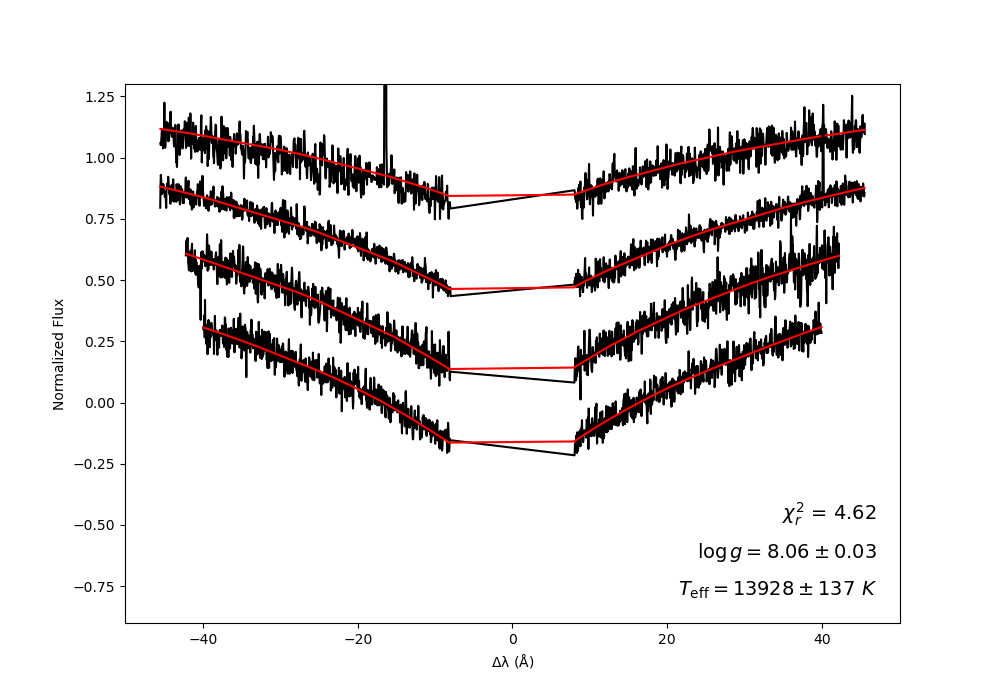 1.25
1.00
0.75
0.50
0.25
0.00
−0.25
−0.50
−0.75
Normalized Flux
χ²ᵣ = 4.62
log g = 8.06 ± 0.03
T_eff = 13928 ± 137 K
−40 −20 0 20 40
Δλ (Å)